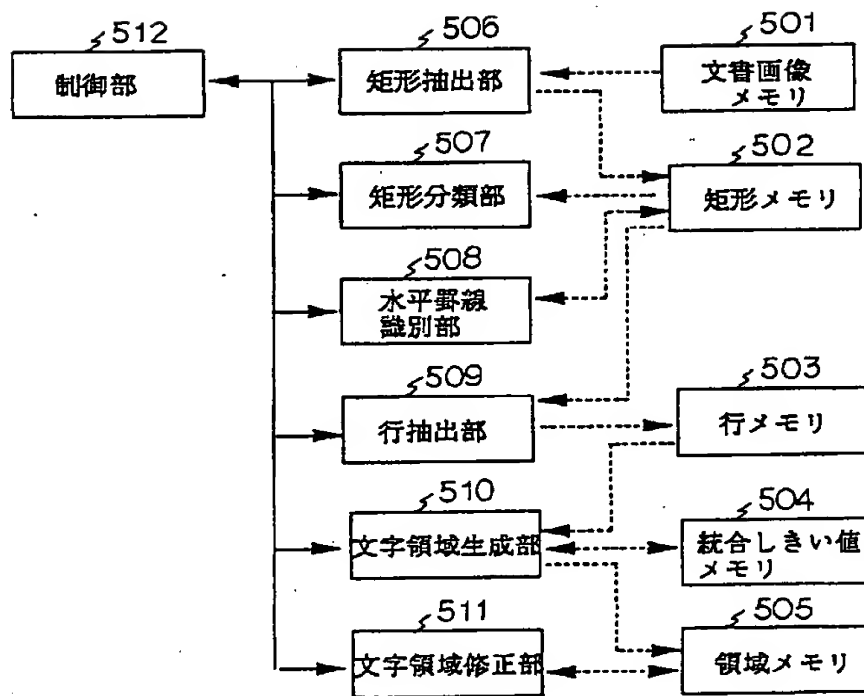 512
制御部
506
矩形抽出部
501
文書画像
メモリ
507
矩形分類部
502
矩形メモリ
508
水平罫線
識別部
509
行抽出部
503
行メモリ
510
文字領域生成部
504
統合しきい値
メモリ
511
文字領域修正部
505
領域メモリ